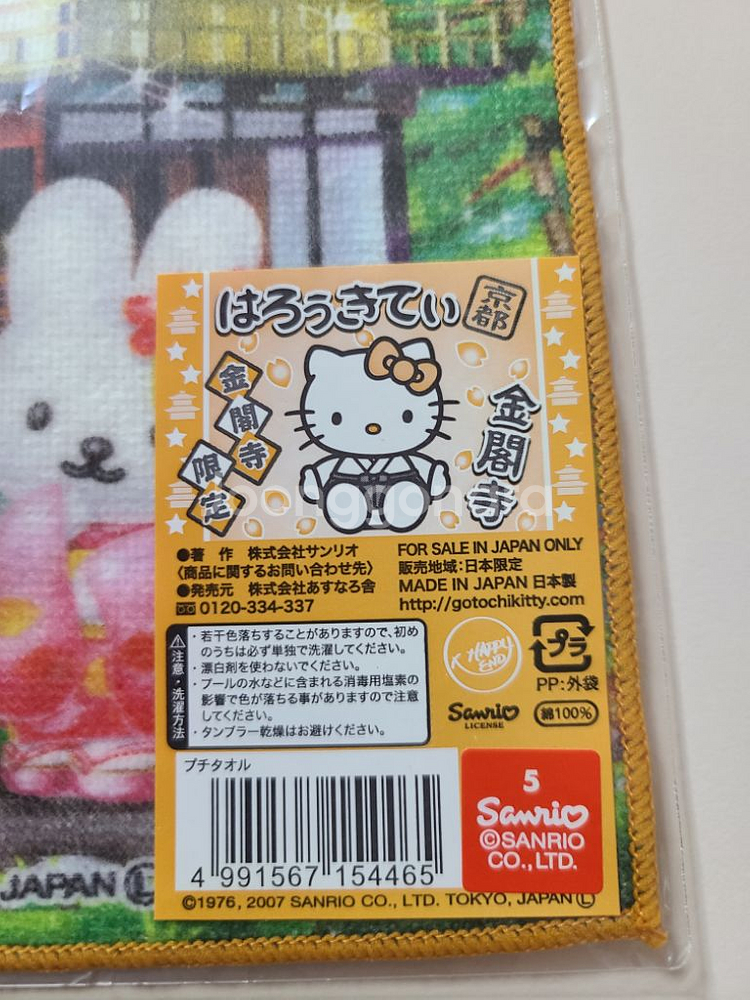 はろうきてぃ
京都
金閣寺
限定
金閣寺
●著 作 株式会社サンリオ
〈商品に関するお問い合わせ先〉
●発売元 株式会社あすなろ舎
0120-334-337
FOR SALE IN JAPAN ONLY
販売地域:日本限定
MADE IN JAPAN 日本製
http://gotochikitty.com
注意・洗濯方法
・若干色落ちすることがありますので、初め
のうちは必ず単独で洗濯してください。
・漂白剤を使わないでください。
・プールの水などに含まれる消毒用塩素の
影響で色が落ちる事がありますので注意
してください。
・タンブラー乾燥はお避けください。
HAPPY
END
プラ
PP:外袋
Sanrio
LICENSE
綿100%
プチタオル
4 991567 154465
5
Sanrio
©SANRIO
CO., LTD.
©1976, 2007 SANRIO CO., LTD. TOKYO, JAPAN Ⓛ
JAPAN Ⓛ